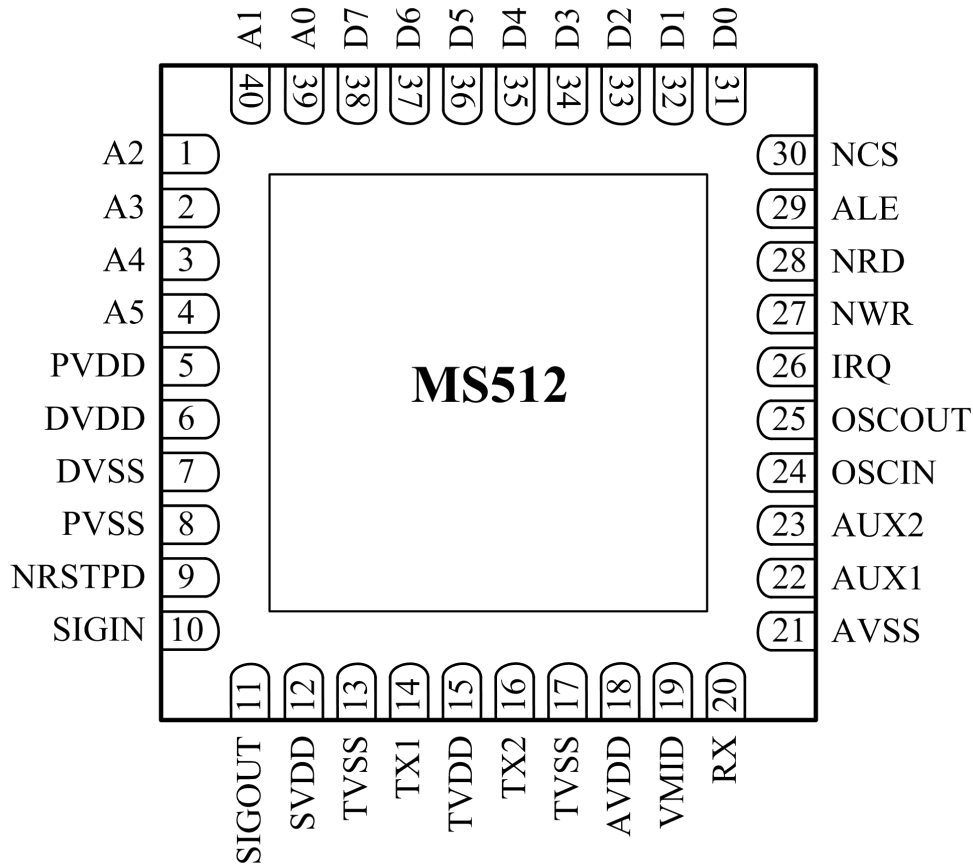 A1 A0 D7 D6 D5 D4 D3 D2 D1 D0
40 39 38 37 36 35 34 33 32 31
A2 1 30 NCS
A3 2 29 ALE
A4 3 28 NRD
A5 4 27 NWR
PVDD 5 26 IRQ
MS512
DVDD 6 25 OSCOUT
DVSS 7 24 OSCIN
PVSS 8 23 AUX2
NRSTPD 9 22 AUX1
SIGIN 10 21 AVSS
11 12 13 14 15 16 17 18 19 20
SIGOUT SVDD TVSS TX1 TVDD TX2 TVSS AVDD VMID RX